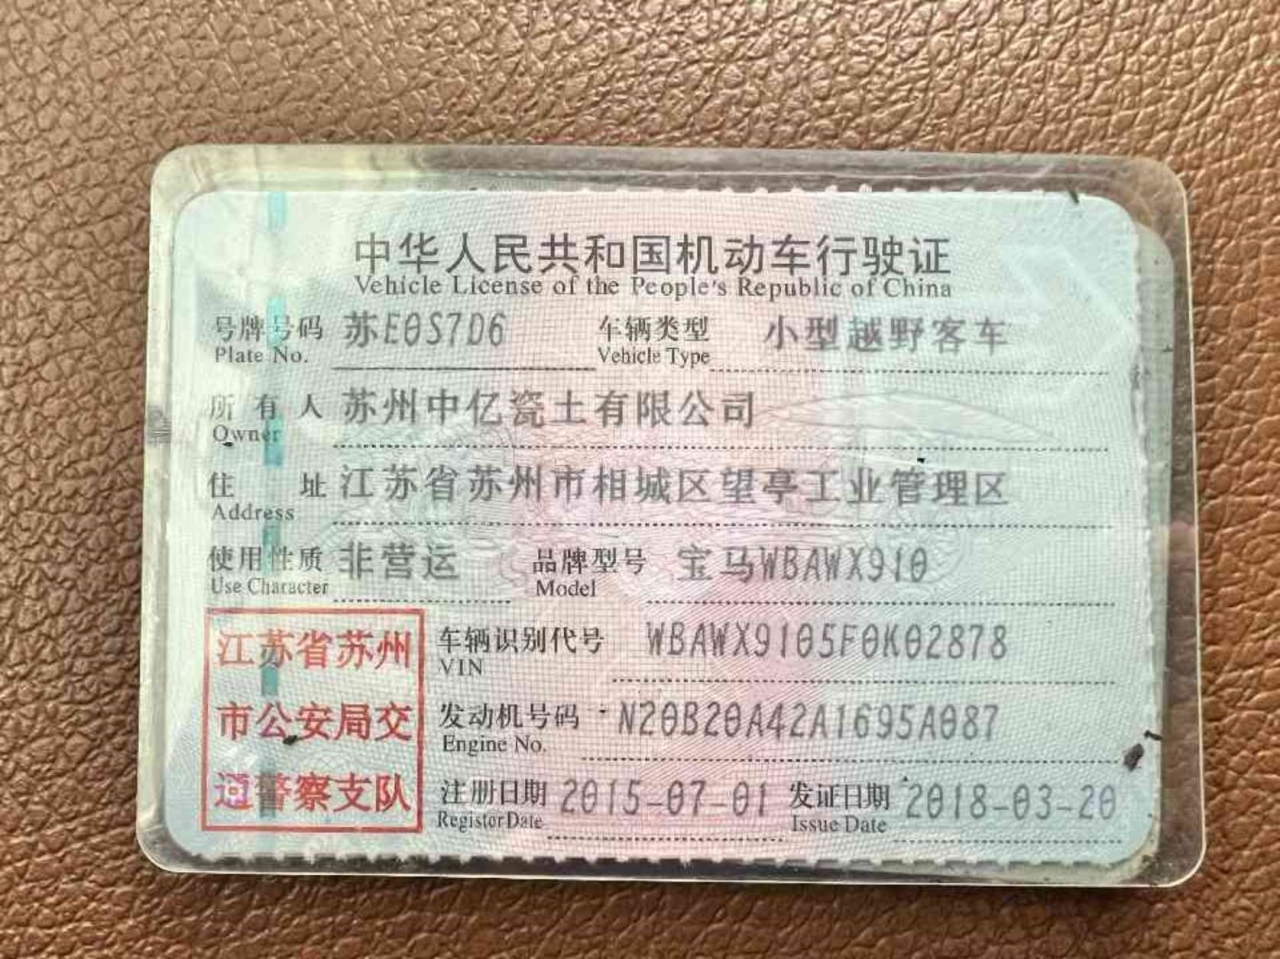 中华人民共和国机动车行驶证
Vehicle License of the People's Republic of China
号牌号码 苏E0S7D6 车辆类型 小型越野客车
Plate No. Vehicle Type
所有人 苏州中亿瓷土有限公司
Owner
住址 江苏省苏州市相城区望亭工业管理区
Address
使用性质 非营运 品牌型号 宝马WBAWX910
Use Character Model
江苏省苏州
市公安局交
通警察支队
车辆识别代号 WBAWX9105F0K02878
VIN
发动机号码 N20B20A42A1695A087
Engine No.
注册日期 2015-07-01 发证日期 2018-03-20
Register Date Issue Date